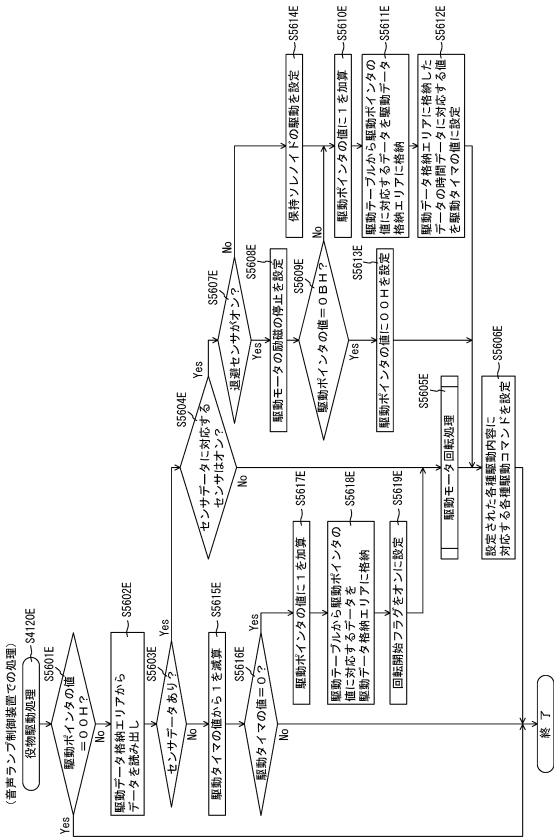 (音声ランプ制御装置での処理)
役物駆動処理
S4120E
S5601E
駆動ポインタの値
=00H?
Yes
No
S5602E
駆動データ格納エリアから
データを読み出し
S5603E
センサデータあり?
Yes
No
S5615E
駆動タイマの値から1を減算
S5616E
駆動タイマの値=0?
Yes
No
S5617E
駆動ポインタの値に1を加算
S5618E
駆動テーブルから駆動ポインタの
値に対応するデータを
駆動データ格納エリアに格納
S5619E
回転開始フラグをオンに設定
S5604E
センサデータに対応する
センサはオン?
Yes
No
S5607E
退避センサがオン?
No
Yes
S5608E
駆動モータの励磁の停止を設定
S5609E
駆動ポインタの値=0BH?
No
Yes
S5613E
駆動ポインタの値に00Hを設定
S5614E
保持ソレノイドの駆動を設定
S5610E
駆動ポインタの値に1を加算
S5611E
駆動テーブルから駆動ポインタの
値に対応するデータを駆動データ
格納エリアに格納
S5612E
駆動データ格納エリアに格納した
データの時間データに対応する値
を駆動タイマの値に設定
S5605E
駆動モータ回転処理
S5606E
設定された各種駆動内容に
対応する各種駆動コマンドを設定
終了